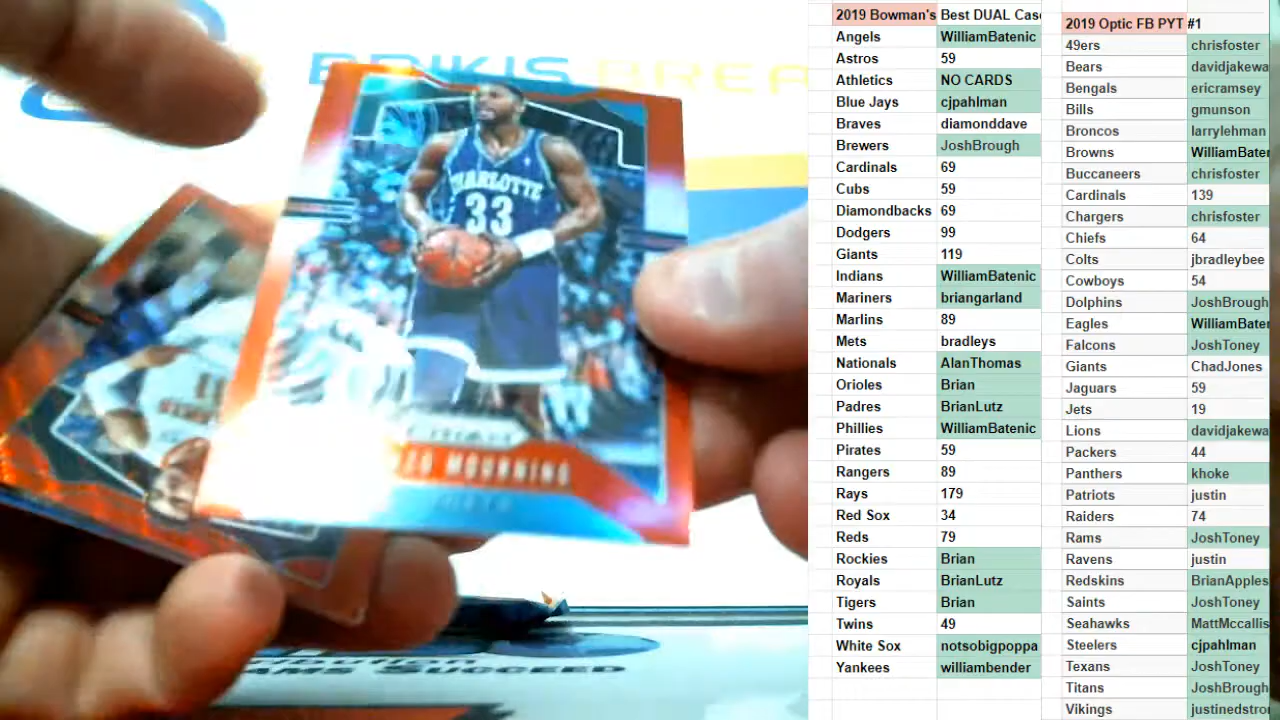 BRIKIS BREA
CHARLOTTE
33
ZO MOURNING
AMS SUCCEED
2019 Bowman's Best DUAL Cas
Angels WilliamBatenic
Astros 59
Athletics NO CARDS
Blue Jays cjpahlman
Braves diamonddave
Brewers JoshBrough
Cardinals 69
Cubs 59
Diamondbacks 69
Dodgers 99
Giants 119
Indians WilliamBatenic
Mariners briangarland
Marlins 89
Mets bradleys
Nationals AlanThomas
Orioles Brian
Padres BrianLutz
Phillies WilliamBatenic
Pirates 59
Rangers 89
Rays 179
Red Sox 34
Reds 79
Rockies Brian
Royals BrianLutz
Tigers Brian
Twins 49
White Sox notsobigpoppa
Yankees williambender
2019 Optic FB PYT #1
49ers chrisfoster
Bears davidjakewa
Bengals ericramsey
Bills gmunson
Broncos larrylehman
Browns WilliamBater
Buccaneers chrisfoster
Cardinals 139
Chargers chrisfoster
Chiefs 64
Colts jbradleybee
Cowboys 54
Dolphins JoshBrough
Eagles WilliamBater
Falcons JoshToney
Giants ChadJones
Jaguars 59
Jets 19
Lions davidjakewa
Packers 44
Panthers khoke
Patriots justin
Raiders 74
Rams JoshToney
Ravens justin
Redskins BrianApples
Saints JoshToney
Seahawks MattMccallis
Steelers cjpahlman
Texans JoshToney
Titans JoshBrough
Vikings justinedstro